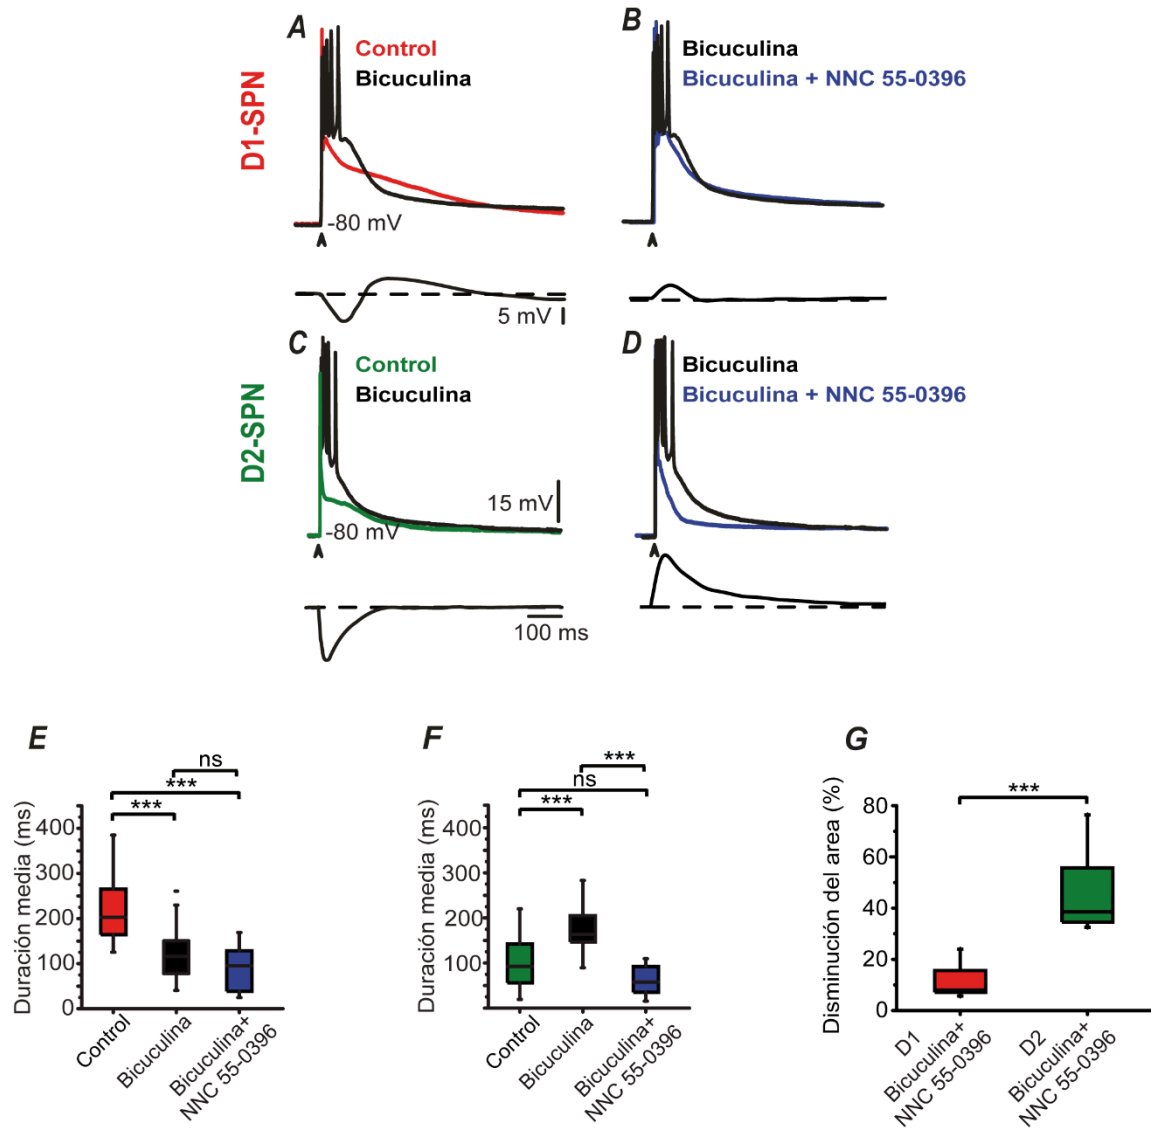 A
Control
Bicuculina
D1-SPN
-80 mV
5 mV
B
Bicuculina
Bicuculina + NNC 55-0396
C
Control
Bicuculina
D2-SPN
15 mV
-80 mV
100 ms
D
Bicuculina
Bicuculina + NNC 55-0396
E
ns
***
***
Duración media (ms)
400
300
200
100
0
Control
Bicuculina
Bicuculina+
NNC 55-0396
F
***
ns
***
Duración media (ms)
400
300
200
100
Control
Bicuculina
Bicuculina+
NNC 55-0396
G
***
Disminución del area (%)
80
60
40
20
0
D1
Bicuculina+
NNC 55-0396
D2
Bicuculina+
NNC 55-0396